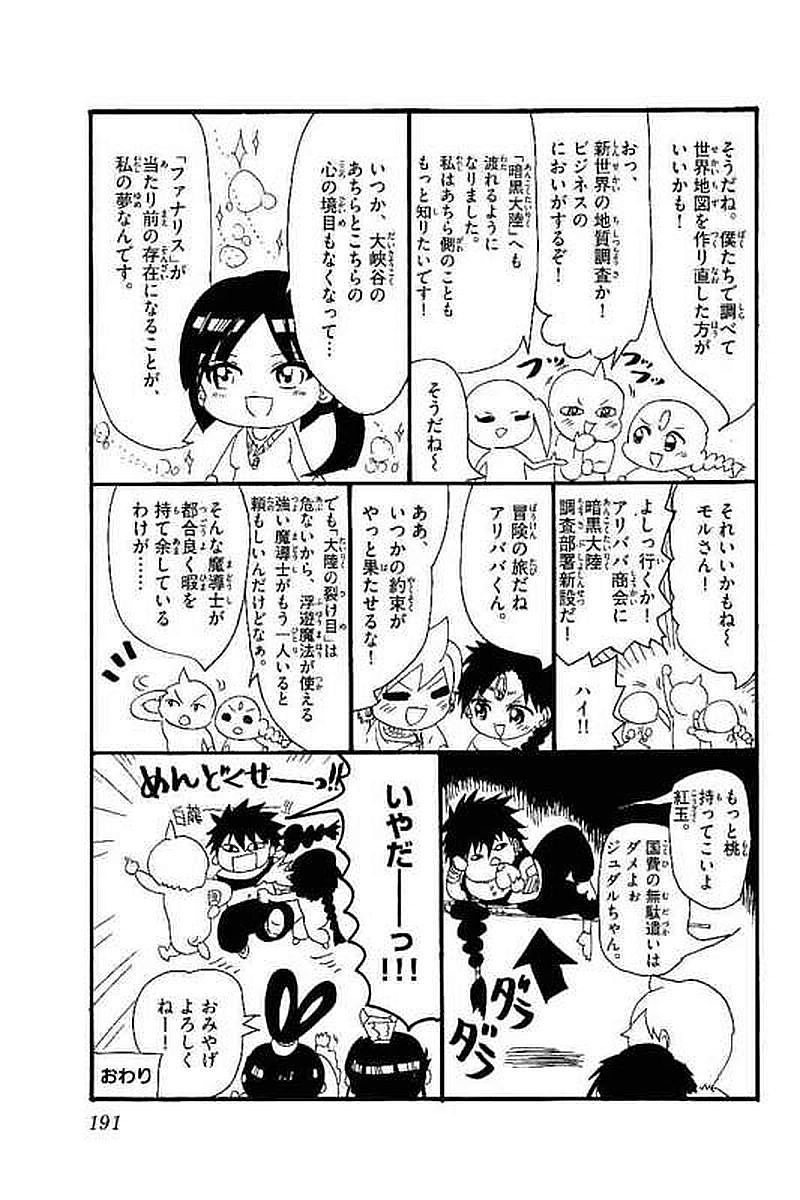 そうだね。僕たちで調べて
世界地図を作り直した方が
いいかも!
おっ、
新世界の地質調査か!
ビジネスの
においがするぞ!
「暗黒大陸」へも
渡れるように
なりました。
私はあちら側のことも
もっと知りたいです!
ブッブッ
そうだね〜
いつか、大峡谷の
あちらとこちらの
心の境目もなくなって…
「ファナリス」が
当たり前の存在になることが、
私の夢なんです。
それいいかもね〜
モルさん!
よしっ行くか!
アリババ商会に
暗黒大陸
調査部署新設だ!
ハイ!!
冒険の旅だね
アリババくん。
ああ、
いつかの約束が
やっと果たせるな!
でも「大陸の裂け目」は
危ないから、浮遊魔法が使える
強い魔導士がもう一人いると
頼もしいんだけどなぁ。
そんな魔導士が
都合良く暇を
持て余している
わけが……
もっと桃
持ってこいよ
紅玉。
国費の無駄遣いは
ダメよぉ
ジュダルちゃん。
ダラ
ダラ
いやだ――っ!!!
めんどくせ――っ!!
白龍
おみやげ
よろしく
ねー!
おわり
191